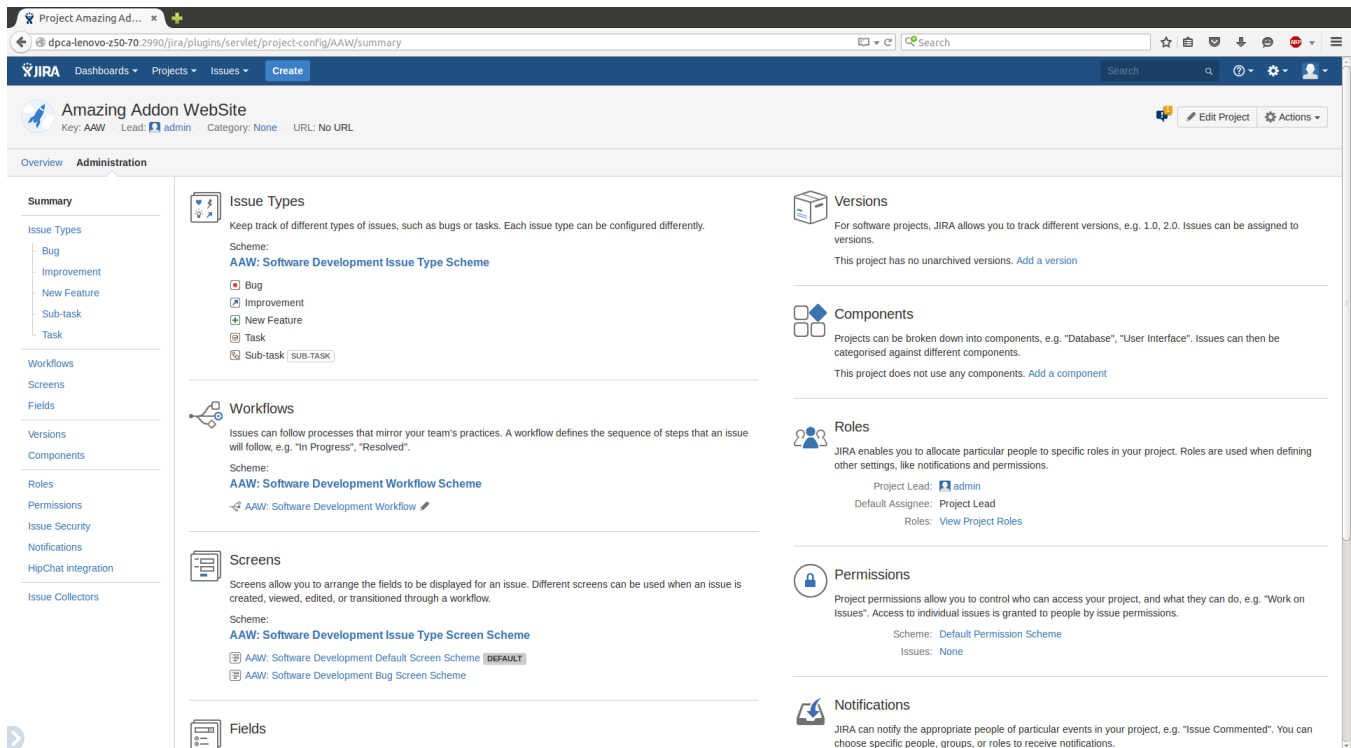 Project Amazing Ad... ×
dpca-lenovo-z50-70:2990/jira/plugins/servlet/project-config/AAW/summary
Search
ABP
JIRA Dashboards Projects Issues Create
Search
Amazing Addon WebSite
Key: AAW Lead: admin Category: None URL: No URL
Edit Project Actions
Overview Administration
Summary
Issue Types
Bug
Improvement
New Feature
Sub-task
Task
Workflows
Screens
Fields
Versions
Components
Roles
Permissions
Issue Security
Notifications
HipChat integration
Issue Collectors
Issue Types
Keep track of different types of issues, such as bugs or tasks. Each issue type can be configured differently.
Scheme:
AAW: Software Development Issue Type Scheme
Bug
Improvement
New Feature
Task
Sub-task SUB-TASK
Workflows
Issues can follow processes that mirror your team's practices. A workflow defines the sequence of steps that an issue
will follow, e.g. "In Progress", "Resolved".
Scheme:
AAW: Software Development Workflow Scheme
AAW: Software Development Workflow
Screens
Screens allow you to arrange the fields to be displayed for an issue. Different screens can be used when an issue is
created, viewed, edited, or transitioned through a workflow.
Scheme:
AAW: Software Development Issue Type Screen Scheme
AAW: Software Development Default Screen Scheme DEFAULT
AAW: Software Development Bug Screen Scheme
Fields
Versions
For software projects, JIRA allows you to track different versions, e.g. 1.0, 2.0. Issues can be assigned to
versions.
This project has no unarchived versions. Add a version
Components
Projects can be broken down into components, e.g. "Database", "User Interface". Issues can then be
categorised against different components.
This project does not use any components. Add a component
Roles
JIRA enables you to allocate particular people to specific roles in your project. Roles are used when defining
other settings, like notifications and permissions.
Project Lead: admin
Default Assignee: Project Lead
Roles: View Project Roles
Permissions
Project permissions allow you to control who can access your project, and what they can do, e.g. "Work on
Issues". Access to individual issues is granted to people by issue permissions.
Scheme: Default Permission Scheme
Issues: None
Notifications
JIRA can notify the appropriate people of particular events in your project, e.g. "Issue Commented". You can
choose specific people, groups, or roles to receive notifications.